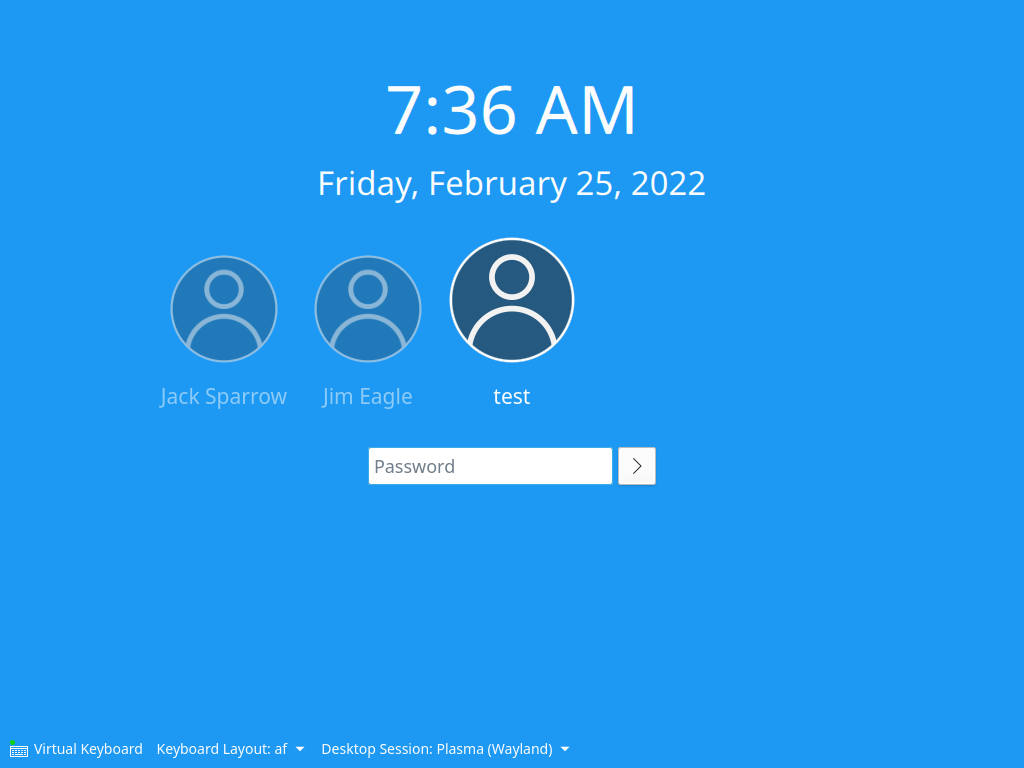 7:36 AM
Friday, February 25, 2022
Jack Sparrow
Jim Eagle
test
Password
Virtual Keyboard
Keyboard Layout: af
Desktop Session: Plasma (Wayland)